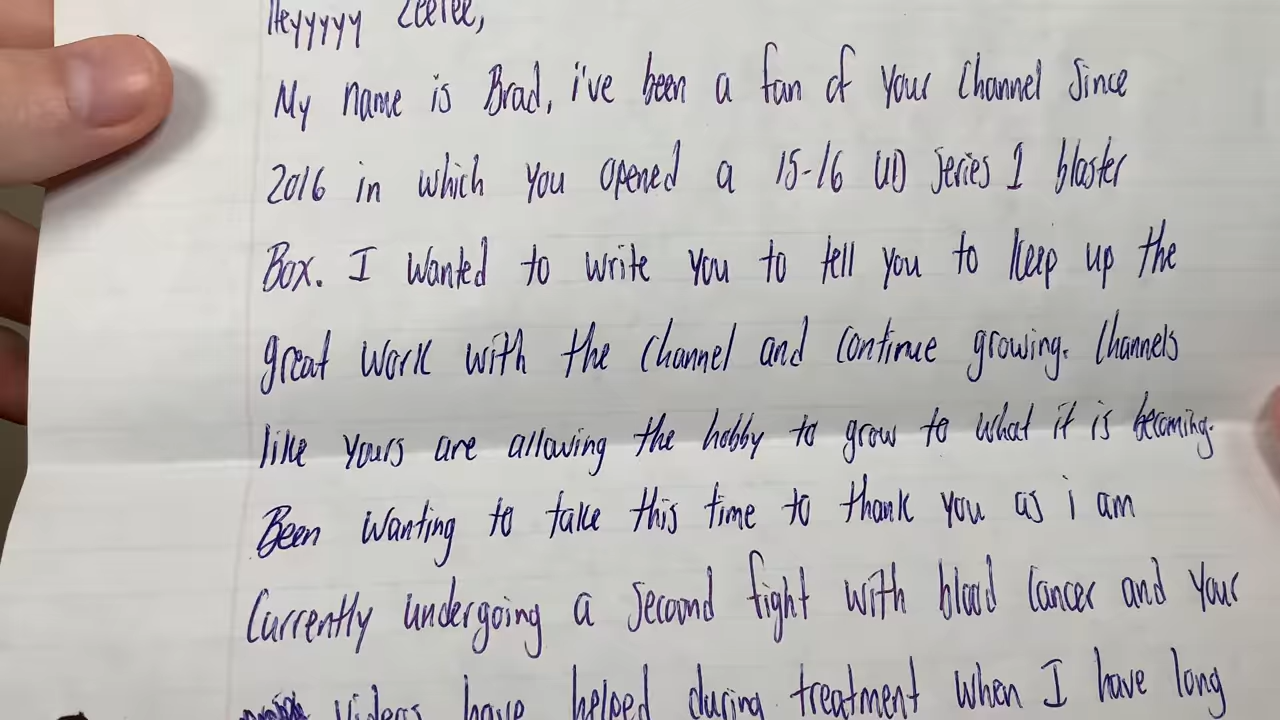 Heyyyyy ZeeTee,
My name is Brad, i've been a fan of your Channel Since
2016 in which you opened a 15-16 UD Series 1 blaster
Box. I wanted to write you to tell you to keep up the
great work with the Channel and continue growing. Channels
like yours are allowing the hobby to grow to what it is becoming.
Been wanting to take this time to thank you as i am
Currently undergoing a Second fight with blood Cancer and your
Videos have helped during treatment when I have long